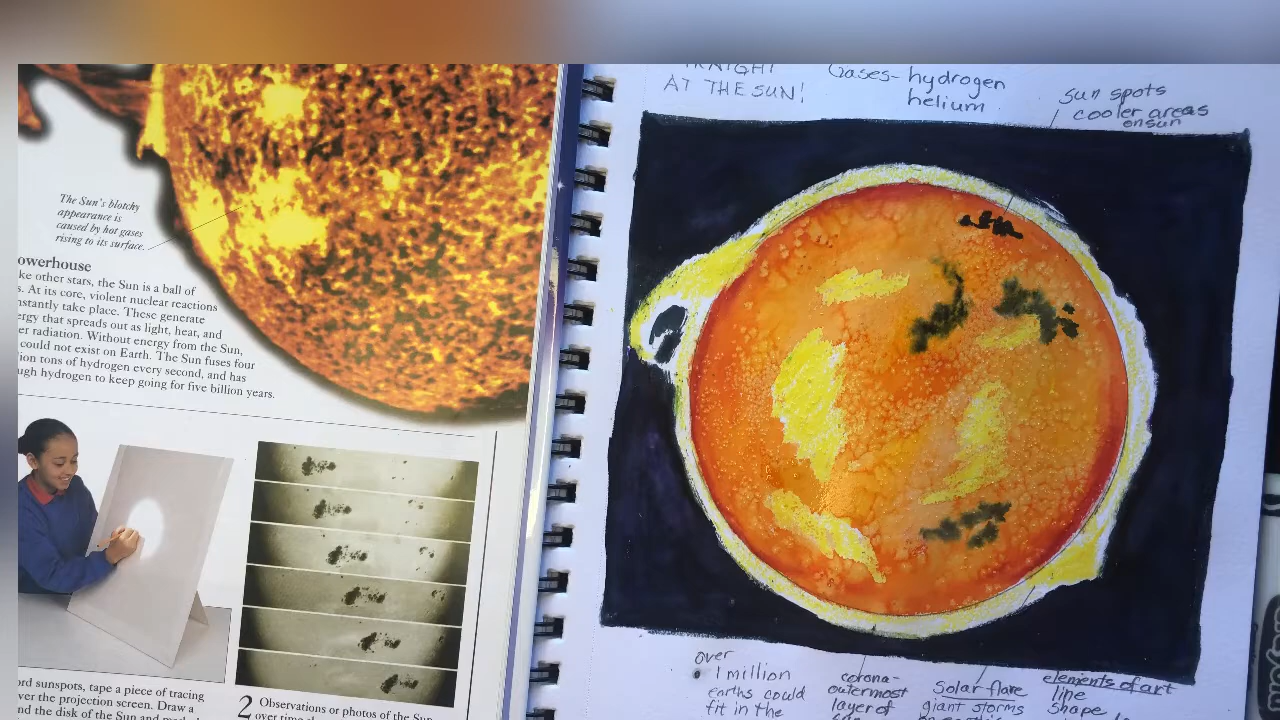 The Sun's blotchy
appearance is
caused by hot gases
rising to its surface.
owerhouse
ke other stars, the Sun is a ball of
s. At its core, violent nuclear reactions
nstantly take place. These generate
ergy that spreads out as light, heat, and
er radiation. Without energy from the Sun,
could not exist on Earth. The Sun fuses four
ion tons of hydrogen every second, and has
ugh hydrogen to keep going for five billion years.
ord sunspots, tape a piece of tracing
ver the projection screen. Draw a
nd the disk of the Sun and
2 Observations or photos of the Sun
over time
AT THE SUN!
Gases- hydrogen
helium
sun spots
cooler areas
on sun
over
• 1 million
earths could
fit in the
corona-
outermost
layer of
Solar flare
giant storms
elements of art
line
shape